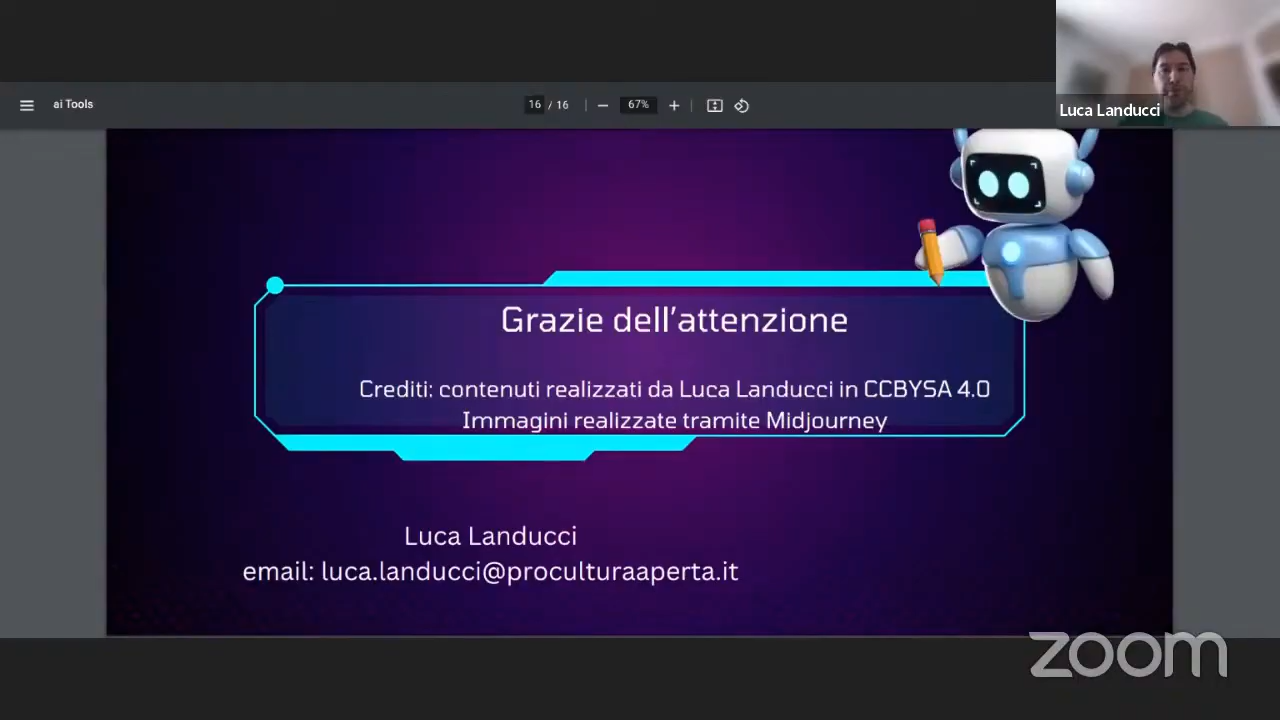 ai Tools
16 / 16
67%
Luca Landucci
Grazie dell'attenzione
Crediti: contenuti realizzati da Luca Landucci in CCBYSA 4.0
Immagini realizzate tramite Midjourney
Luca Landucci
email: luca.landucci@proculturaaperta.it
zoom